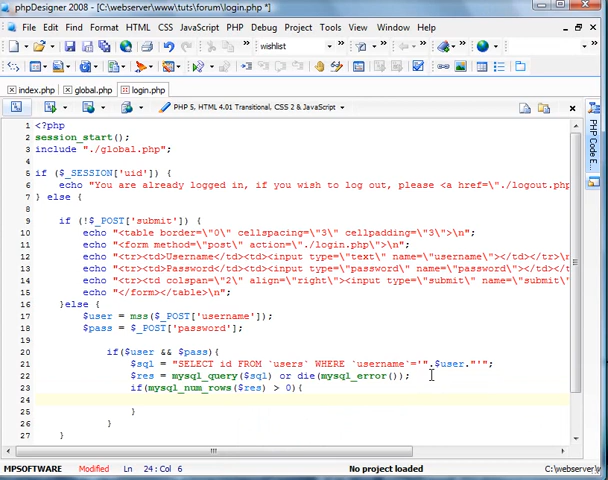 phpDesigner 2008 - [C:\webserver\www\tuts\forum\login.php *]
File Edit Format HTML CSS JavaScript PHP Debug Project Tools View Window Help
wishlist
index.php global.php login.php
PHP 5, HTML 4.01 Transitional, CSS 2 & JavaScript
1 <?php
2 session_start();
3 include "./global.php";
4
5 if ($_SESSION['uid']) {
6 echo "You are already logged in, if you wish to log out, please <a href=\"./logout.php
7 } else {
8
9 if (!$_POST['submit']) {
10 echo "<table border=\"0\" cellspacing=\"3\" cellpadding=\"3\">\n";
11 echo "<form method=\"post\" action=\"./login.php\">\n";
12 echo "<tr><td>Username</td><td><input type=\"text\" name=\"username\"></td></tr>\n
13 echo "<tr><td>Password</td><td><input type=\"password\" name=\"password\"></td></t
14 echo "<tr><td colspan=\"2\" align=\"right\"><input type=\"submit\" name=\"submit\"
15 echo "</form></table>\n";
16 }else {
17 $user = mss($_POST['username']);
18 $pass = $_POST['password'];
19
20 if($user && $pass){
21 $sql = "SELECT id FROM `users` WHERE `username`='".$user."'";
22 $res = mysql_query($sql) or die(mysql_error());
23 if(mysql_num_rows($res) > 0){
24
25 }
26 }
27 }
PHP Code E
MPSOFTWARE Modified Ln 24 : Col 6 No project loaded C:\webserver\w